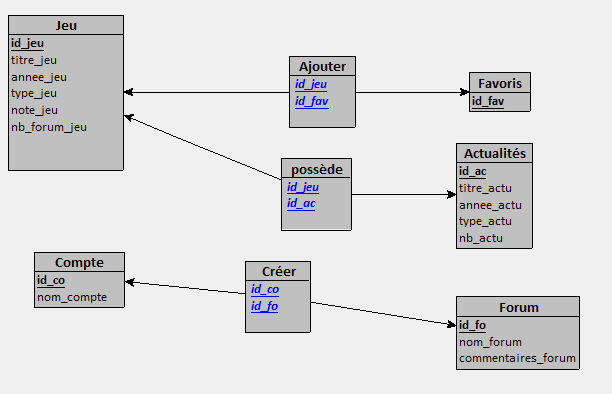 Jeu
id_jeu
titre_jeu
annee_jeu
type_jeu
note_jeu
nb_forum_jeu
Ajouter
id_jeu
id_fav
Favoris
id_fav
possède
id_jeu
id_ac
Actualités
id_ac
titre_actu
annee_actu
type_actu
nb_actu
Compte
id_co
nom_compte
Créer
id_co
id_fo
Forum
id_fo
nom_forum
commentaires_forum